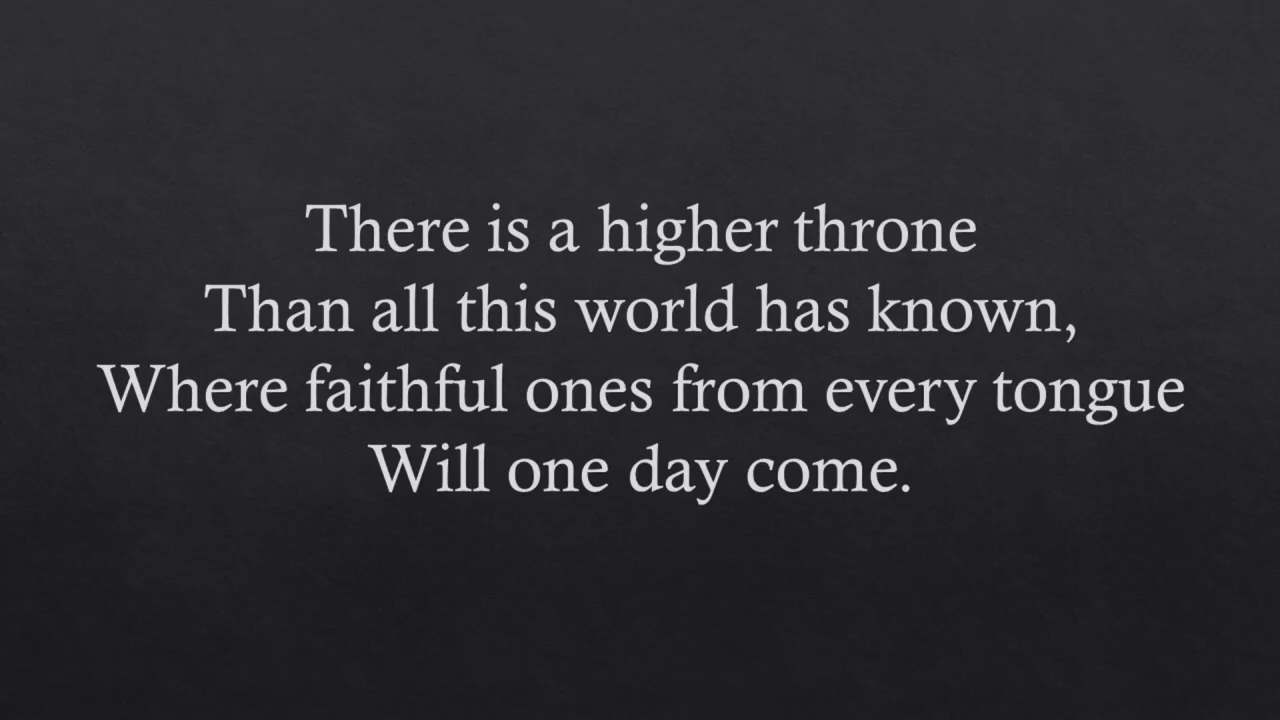 There is a higher throne
Than all this world has known,
Where faithful ones from every tongue
Will one day come.